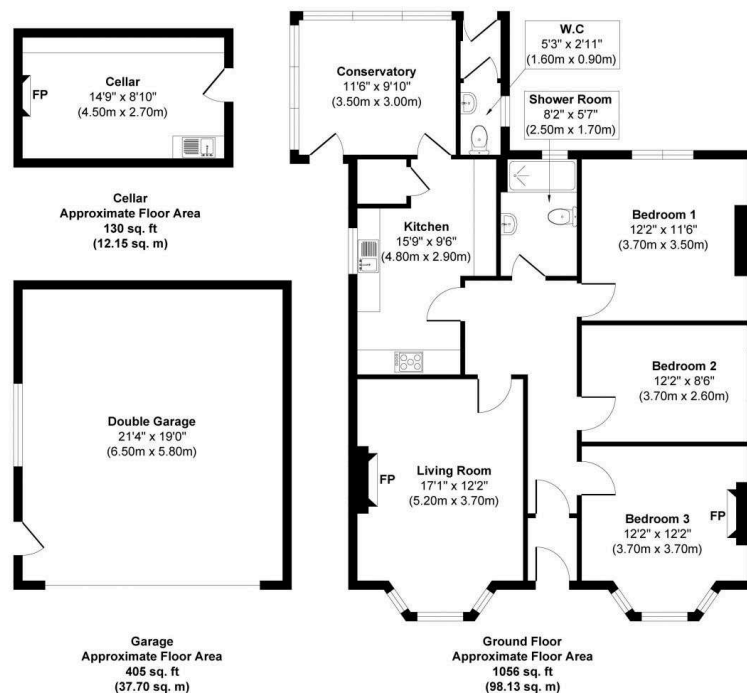 Cellar
14'9" x 8'10"
(4.50m x 2.70m)
FP
Cellar
Approximate Floor Area
130 sq. ft
(12.15 sq. m)
Double Garage
21'4" x 19'0"
(6.50m x 5.80m)
Garage
Approximate Floor Area
405 sq. ft
(37.70 sq. m)
Conservatory
11'6" x 9'10"
(3.50m x 3.00m)
W.C
5'3" x 2'11"
(1.60m x 0.90m)
Shower Room
8'2" x 5'7"
(2.50m x 1.70m)
Kitchen
15'9" x 9'6"
(4.80m x 2.90m)
Bedroom 1
12'2" x 11'6"
(3.70m x 3.50m)
Bedroom 2
12'2" x 8'6"
(3.70m x 2.60m)
Living Room
17'1" x 12'2"
(5.20m x 3.70m)
FP
Bedroom 3
12'2" x 12'2"
(3.70m x 3.70m)
FP
Ground Floor
Approximate Floor Area
1056 sq. ft
(98.13 sq. m)